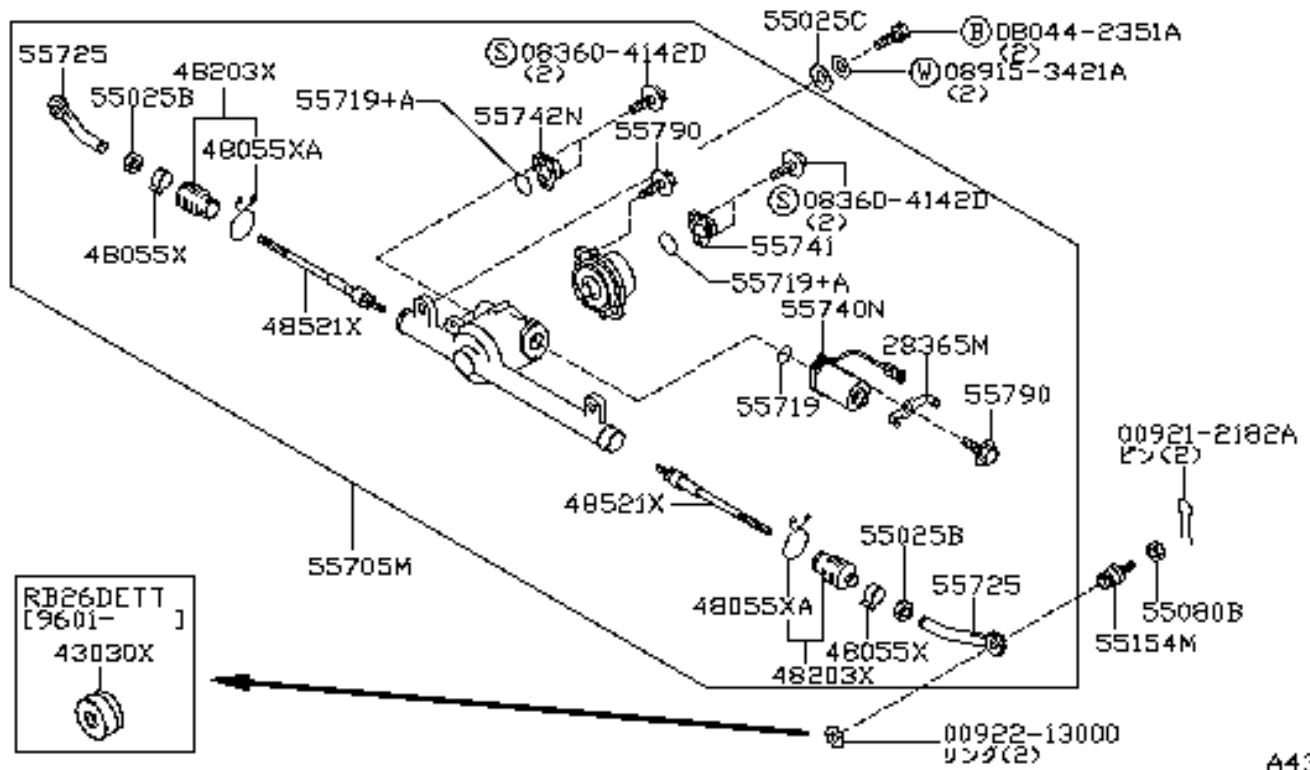 55725
55025B
48203X
48055XA
48055X
48521X
55719+A
55742N
Ⓢ08360-4142D
(2)
55790
55025C
ⒷDB044-2351A
(2)
Ⓦ08915-3421A
(2)
Ⓢ08360-4142D
(2)
55741
55719+A
55740N
28365M
55719
55790
00921-2182A
ピン(2)
55705M
48521X
55025B
48055XA
48055X
48203X
55725
55080B
55154M
RB26DETT
[9601- ]
43030X
00922-13000
リング(2)
A43